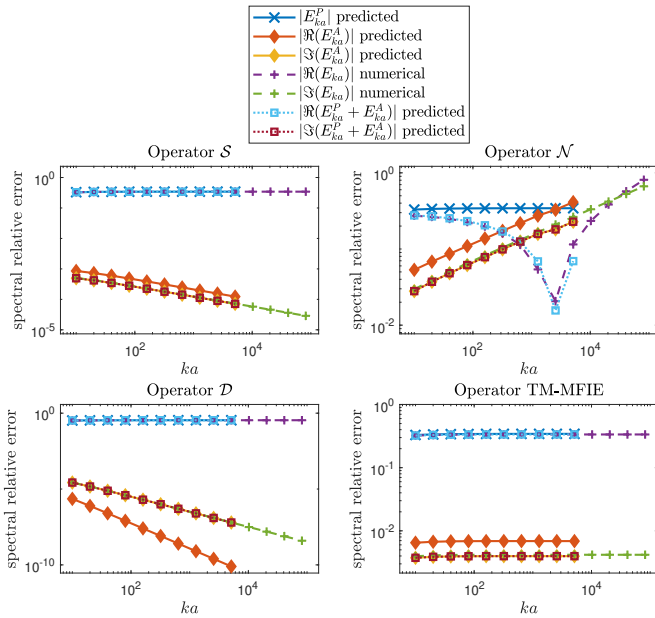 |E^P_{ka}| predicted
|ℜ(E^A_{ka})| predicted
|ℑ(E^A_{ka})| predicted
|ℜ(E_{ka})| numerical
|ℑ(E_{ka})| numerical
|ℜ(E^P_{ka} + E^A_{ka})| predicted
|ℑ(E^P_{ka} + E^A_{ka})| predicted
Operator 𝒮
spectral relative error
10^0
10^{-5}
10^2 10^4
ka
Operator 𝒩
spectral relative error
10^0
10^{-2}
10^2 10^4
ka
Operator 𝒟
spectral relative error
10^0
10^{-10}
10^2 10^4
ka
Operator TM-MFIE
spectral relative error
10^0
10^{-1}
10^{-2}
10^2 10^4
ka